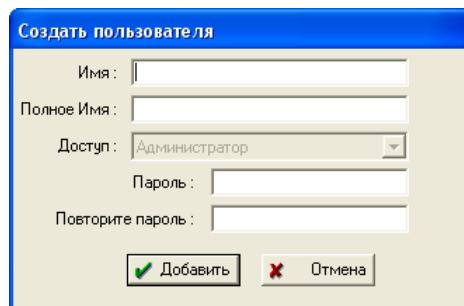 Создать пользователя
Имя :
Полное Имя :
Доступ : Администратор
Пароль :
Повторите пароль :
Добавить Отмена